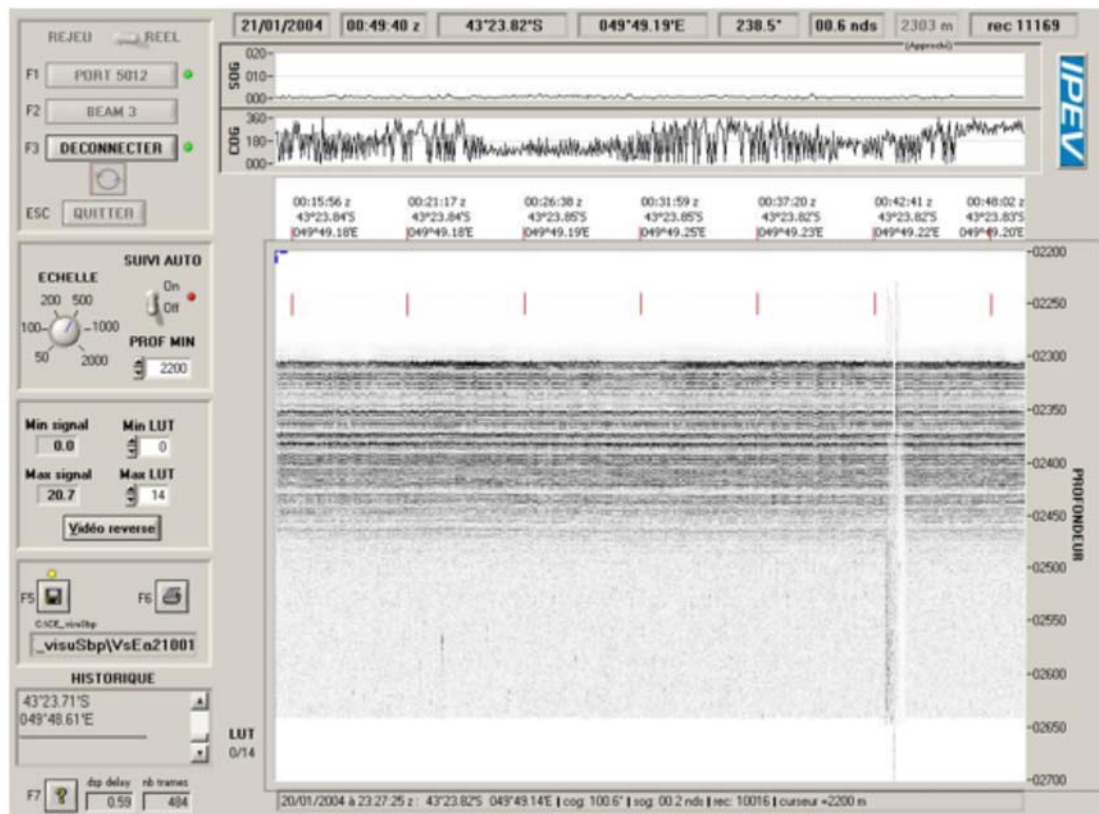 21/01/2004 00:49:40 z 43°23.82'S 049°49.19'E 238.5° 00.6 nds 2303 m rec 11169
(Approché)
REJEU REEL
F1 PORT 5012
F2 BEAM 3
F3 DECONNECTER
ESC QUITTER
SOG
020
010
000
COG
360
180
000
IPEV
00:15:56 z 00:21:17 z 00:26:38 z 00:31:59 z 00:37:20 z 00:42:41 z 00:48:02 z
43°23.84'S 43°23.84'S 43°23.85'S 43°23.85'S 43°23.82'S 43°23.82'S 43°23.83'S
049°49.18'E 049°49.18'E 049°49.19'E 049°49.25'E 049°49.23'E 049°49.22'E 049°49.20'E
SUIVI AUTO
ECHELLE
On
Off
50 100 200 500 1000 2000
PROF MIN
2200
Min signal Min LUT
0.0 0
Max signal Max LUT
20.7 14
Vidéo reverse
F5 F6
C:\CE_visuSbp
_visuSbp\VsEa21001
HISTORIQUE
43°23.71'S
049°48.61'E
F7 ? dsp delay nb trames
0.59 484
LUT
0/14
02200
02250
02300
02350
02400
02450
02500
02550
02600
02650
02700
PROFONDEUR
20/01/2004 à 23:27:25 z : 43°23.82'S 049°49.14'E | cog: 100.6° | sog: 00.2 nds | rec: 10016 | curseur =2200 m